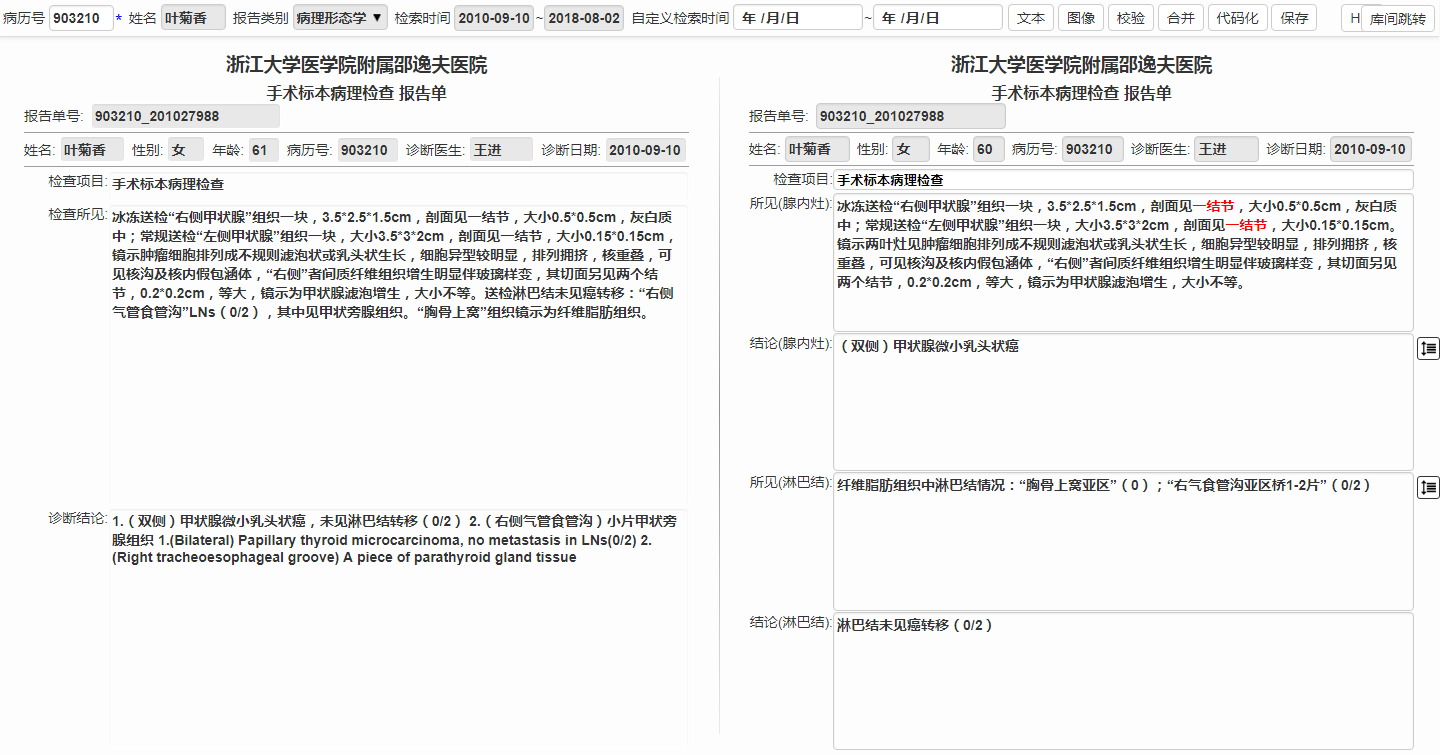 病历号 903210 * 姓名 叶菊香 报告类别 病理形态学 ▼ 检索时间 2010-09-10 ~ 2018-08-02 自定义检索时间 年 /月/日 ~ 年 /月/日 文本 图像 校验 合并 代码化 保存 H 库间跳转
浙江大学医学院附属邵逸夫医院
手术标本病理检查 报告单
报告单号: 903210_201027988
姓名: 叶菊香 性别: 女 年龄: 61 病历号: 903210 诊断医生: 王进 诊断日期: 2010-09-10
检查项目: 手术标本病理检查
检查所见: 冰冻送检“右侧甲状腺”组织一块，3.5*2.5*1.5cm，剖面见一结节，大小0.5*0.5cm，灰白质
中；常规送检“左侧甲状腺”组织一块，大小3.5*3*2cm，剖面见一结节，大小0.15*0.15cm，
镜示肿瘤细胞排列成不规则滤泡状或乳头状生长，细胞异型较明显，排列拥挤，核重叠，可
见核沟及核内假包涵体，“右侧”者间质纤维组织增生明显伴玻璃样变，其切面另见两个结
节，0.2*0.2cm，等大，镜示为甲状腺滤泡增生，大小不等。送检淋巴结未见癌转移：“右侧
气管食管沟”LNs（0/2），其中见甲状旁腺组织。“胸骨上窝”组织镜示为纤维脂肪组织。
诊断结论: 1.（双侧）甲状腺微小乳头状癌，未见淋巴结转移（0/2） 2.（右侧气管食管沟）小片甲状旁
腺组织 1.(Bilateral) Papillary thyroid microcarcinoma, no metastasis in LNs(0/2) 2.
(Right tracheoesophageal groove) A piece of parathyroid gland tissue
浙江大学医学院附属邵逸夫医院
手术标本病理检查 报告单
报告单号: 903210_201027988
姓名: 叶菊香 性别: 女 年龄: 60 病历号: 903210 诊断医生: 王进 诊断日期: 2010-09-10
检查项目: 手术标本病理检查
所见(腺内灶): 冰冻送检“右侧甲状腺”组织一块，3.5*2.5*1.5cm，剖面见一结节，大小0.5*0.5cm，灰白质
中；常规送检“左侧甲状腺”组织一块，大小3.5*3*2cm，剖面见一结节，大小0.15*0.15cm。
镜示两叶灶见肿瘤细胞排列成不规则滤泡状或乳头状生长，细胞异型较明显，排列拥挤，核
重叠，可见核沟及核内假包涵体，“右侧”者间质纤维组织增生明显伴玻璃样变，其切面另见
两个结节，0.2*0.2cm，等大，镜示为甲状腺滤泡增生，大小不等。
结论(腺内灶): （双侧）甲状腺微小乳头状癌
所见(淋巴结): 纤维脂肪组织中淋巴结情况：“胸骨上窝亚区”（0）；“右气食管沟亚区桥1-2片”（0/2）
结论(淋巴结): 淋巴结未见癌转移（0/2）